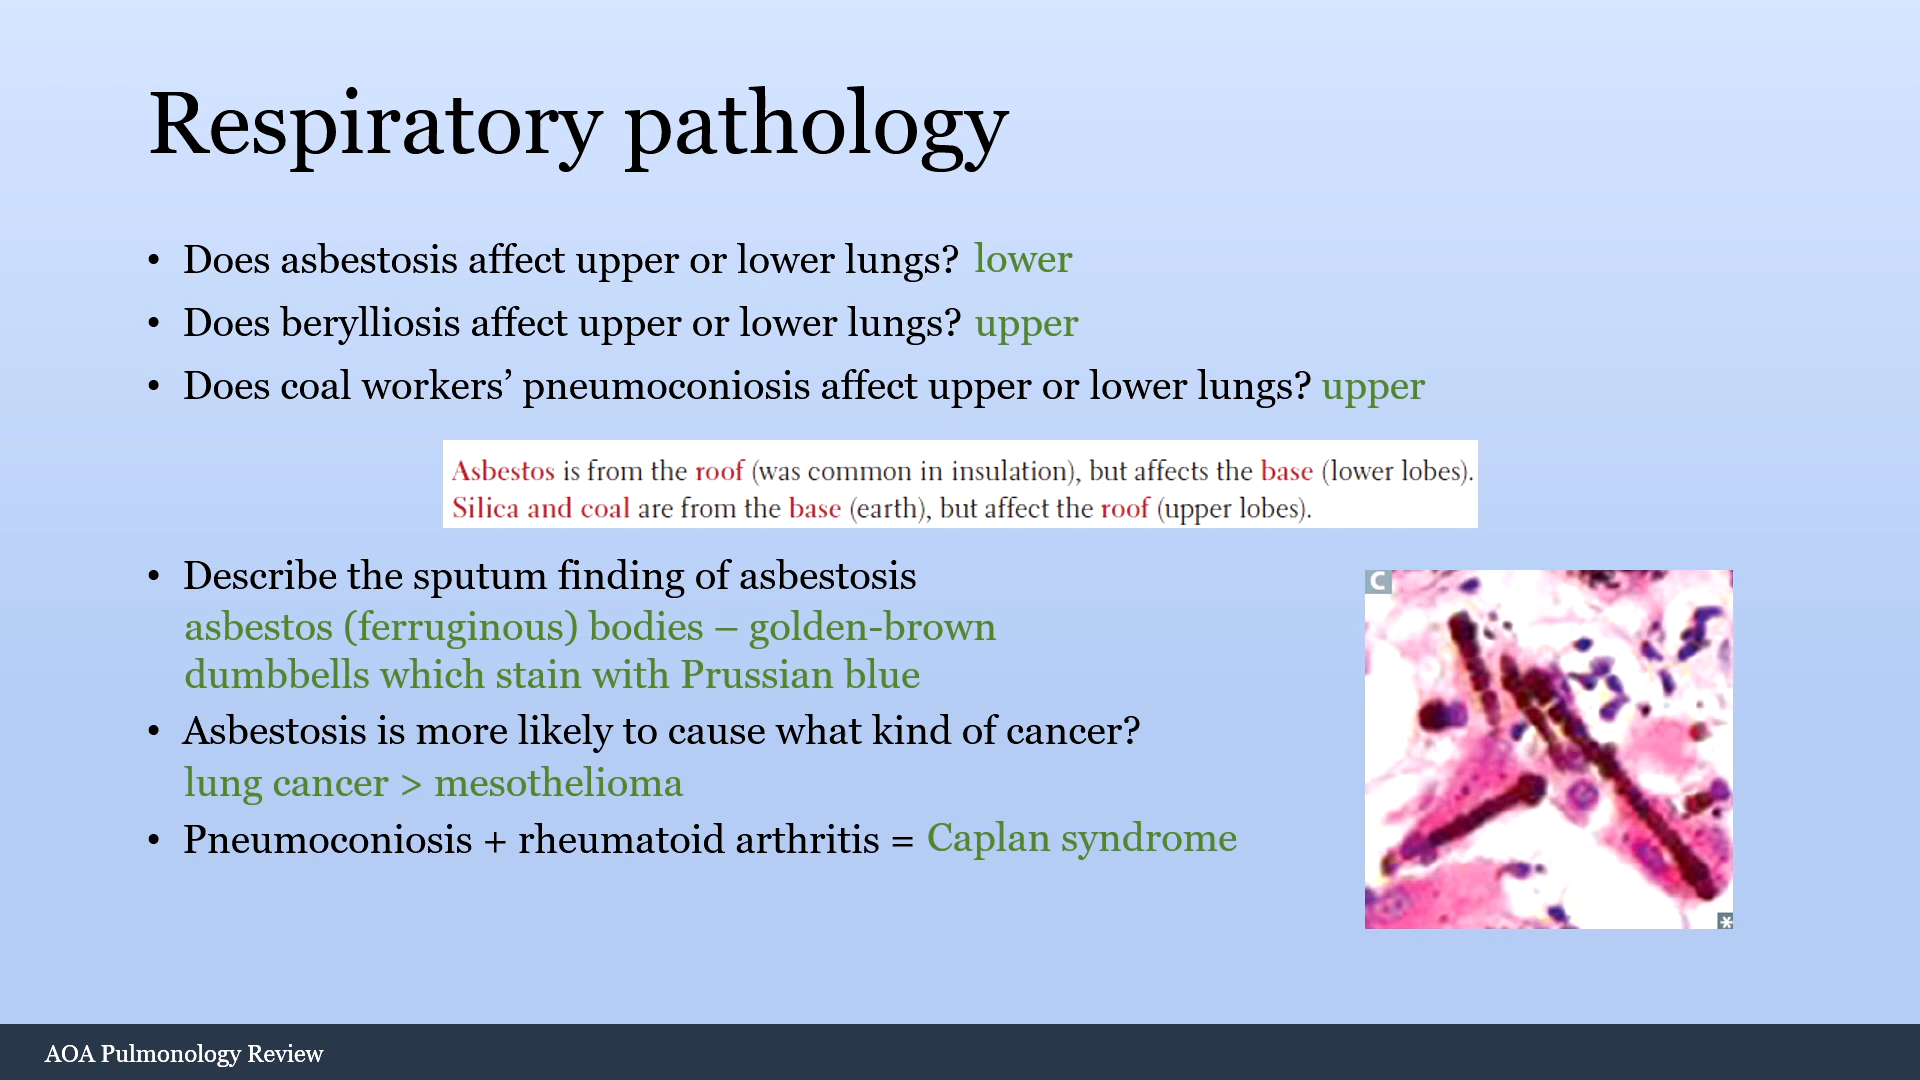 Respiratory pathology
• Does asbestosis affect upper or lower lungs? lower
• Does berylliosis affect upper or lower lungs? upper
• Does coal workers’ pneumoconiosis affect upper or lower lungs? upper
Asbestos is from the roof (was common in insulation), but affects the base (lower lobes).
Silica and coal are from the base (earth), but affect the roof (upper lobes).
• Describe the sputum finding of asbestosis
asbestos (ferruginous) bodies – golden-brown
dumbbells which stain with Prussian blue
• Asbestosis is more likely to cause what kind of cancer?
lung cancer > mesothelioma
• Pneumoconiosis + rheumatoid arthritis = Caplan syndrome
C
*
AOA Pulmonology Review